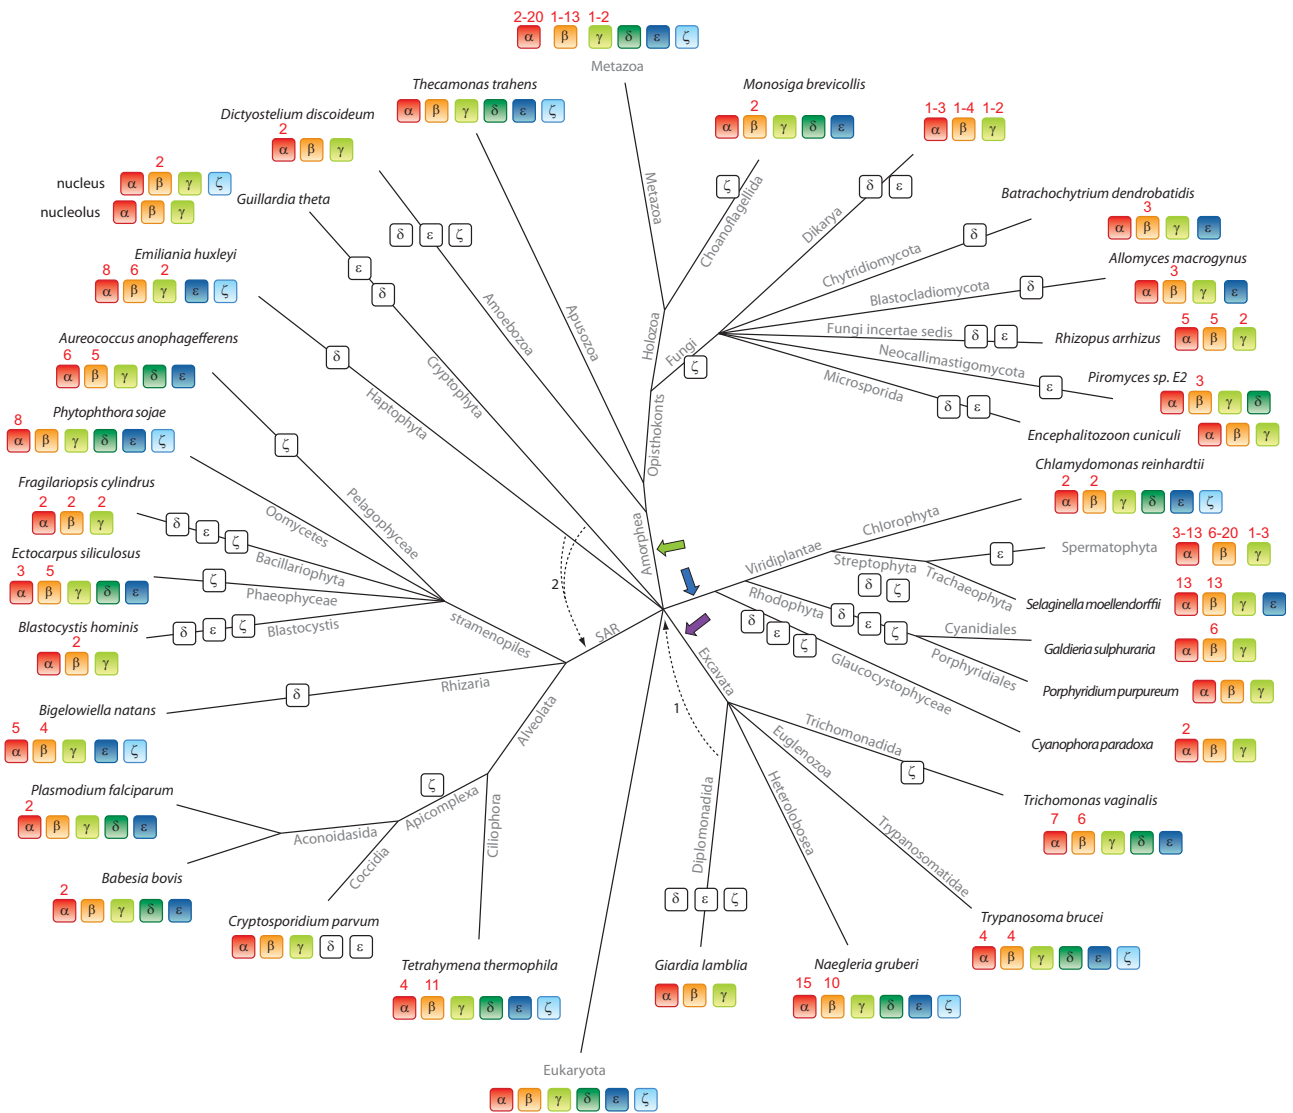 2-20 1-13 1-2
α β γ δ ε ζ
Metazoa
Thecamonas trahens
α β γ δ ε ζ
Monosiga brevicollis
2
α β γ δ ε
1-3 1-4 1-2
α β γ
Dictyostelium discoideum
2
α β γ
2
nucleus α β γ ζ
nucleolus α β γ
Guillardia theta
Emiliania huxleyi
8 6 2
α β γ ε ζ
Aureococcus anophagefferens
6 5
α β γ δ ε
Phytophthora sojae
8
α β γ δ ε ζ
Fragilariopsis cylindrus
2 2 2
α β γ
Ectocarpus siliculosus
3 5
α β γ δ ε
Blastocystis hominis
2
α β γ
Bigelowiella natans
5 4
α β γ ε ζ
Plasmodium falciparum
2
α β γ δ ε
Babesia bovis
2
α β γ δ ε
Cryptosporidium parvum
α β γ δ ε
Tetrahymena thermophila
4 11
α β γ δ ε ζ
Eukaryota
α β γ δ ε ζ
Giardia lamblia
α β γ
Naegleria gruberi
15 10
α β γ δ ε ζ
Trypanosoma brucei
4 4
α β γ δ ε ζ
Trichomonas vaginalis
7 6
α β γ δ ε
Cyanophora paradoxa
2
α β γ
Porphyridium purpureum
α β γ
Galdieria sulphuraria
6
α β γ
Selaginella moellendorffii
13 13
α β γ ε
Spermatophyta
3-13 6-20 1-3
α β γ
Chlamydomonas reinhardtii
2 2
α β γ δ ε ζ
Encephalitozoon cuniculi
α β γ
Piromyces sp. E2
3
α β γ δ
Rhizopus arrhizus
5 5 2
α β γ
Allomyces macrogynus
3
α β γ ε
Batrachochytrium dendrobatidis
3
α β γ ε
Metazoa
Choanoflagellida
ζ
Holozoa
Dikarya
δ ε
Chytridiomycota
δ
Blastocladiomycota
δ
Fungi incertae sedis
δ ε
Neocallimastigomycota
ε
Microsporida
δ ε
Fungi
ζ
Opisthokonts
Apusozoa
Amoebozoa
δ ε ζ
Amorphea
Cryptophyta
ε
δ
Haptophyta
δ
Pelagophyceae
ζ
Oomycetes
Bacillariophyta
δ ε ζ
Phaeophyceae
ζ
Blastocystis
δ ε ζ
stramenopiles
SAR
2
Rhizaria
δ
Alveolata
Apicomplexa
ζ
Aconoidasida
Coccidia
Ciliophora
Viridiplantae
Chlorophyta
Streptophyta
δ ζ
Trachaeophyta
ε
Rhodophyta
δ ε ζ
Cyanidiales
Porphyridiales
Glaucocystophyceae
δ ε ζ
Excavata
1
Trichomonadida
ζ
Euglenozoa
Trypanosomatidae
Heterolobosea
Diplomonadida
δ ε ζ